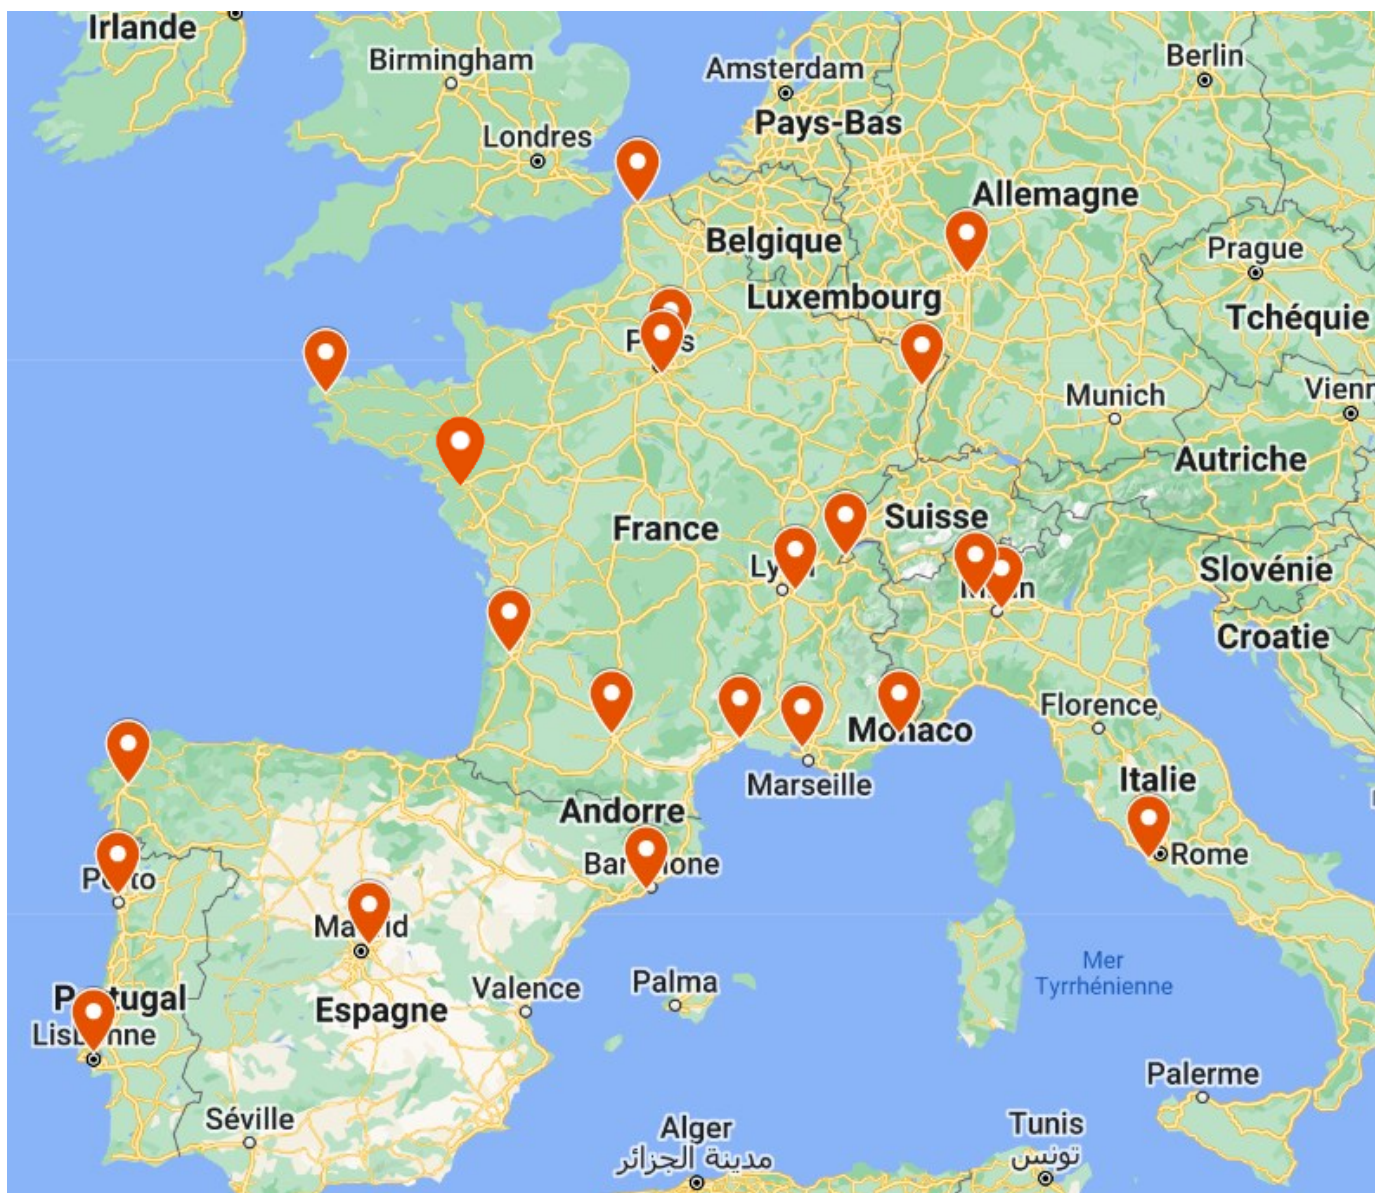 Irlande
Birmingham
Londres
Amsterdam
Pays-Bas
Berlin
Allemagne
Belgique
Prague
Luxembourg
Tchéquie
Munich
Autriche
France
Suisse
Slovénie
Croatie
Florence
Monaco
Marseille
Italie
Andorre
Rome
Mer
Tyrrhénienne
Valence
Palma
Espagne
Séville
Palerme
Alger
مدينة الجزائر
Tunis
تونس